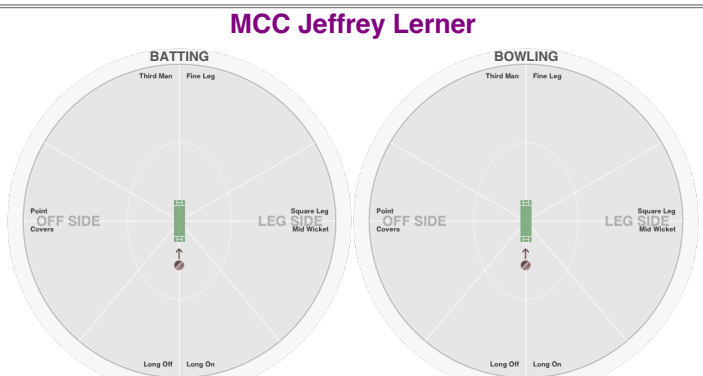 MCC Jeffrey Lerner
BATTING
Third Man Fine Leg
Point
OFF SIDE
Covers
Square Leg
LEG SIDE
Mid Wicket
Long Off Long On
BOWLING
Third Man Fine Leg
Point
OFF SIDE
Covers
Square Leg
LEG SIDE
Mid Wicket
Long Off Long On